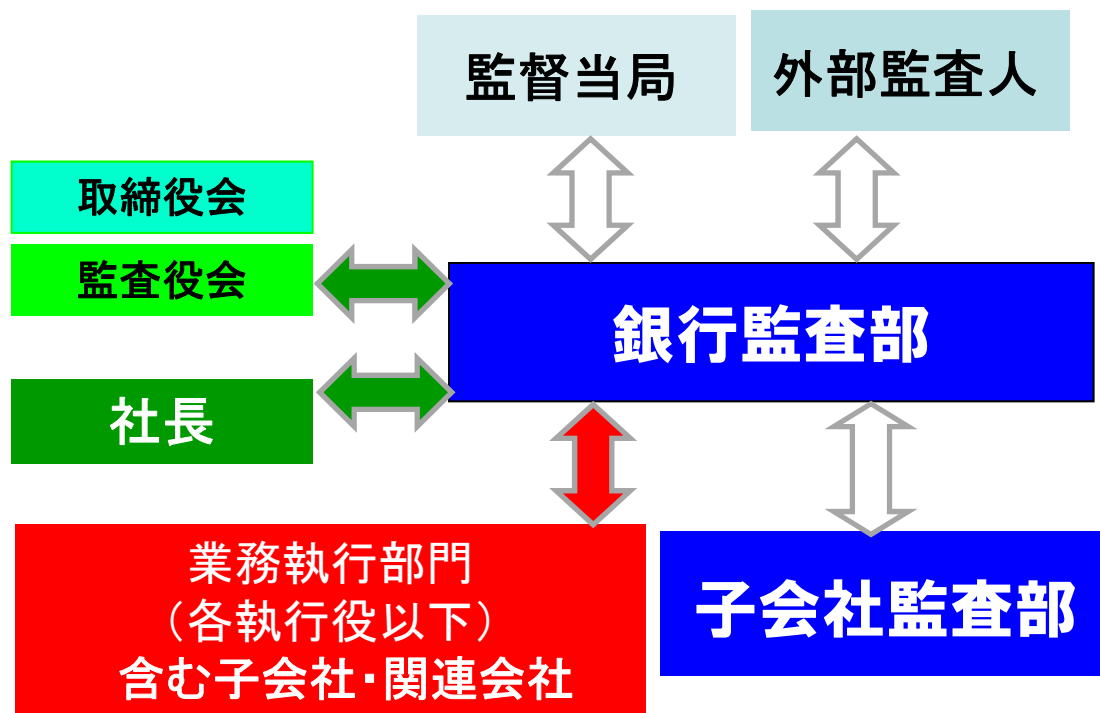 監督当局
外部監査人
取締役会
監査役会
銀行監査部
社長
業務執行部門
（各執行役以下）
含む子会社・関連会社
子会社監査部